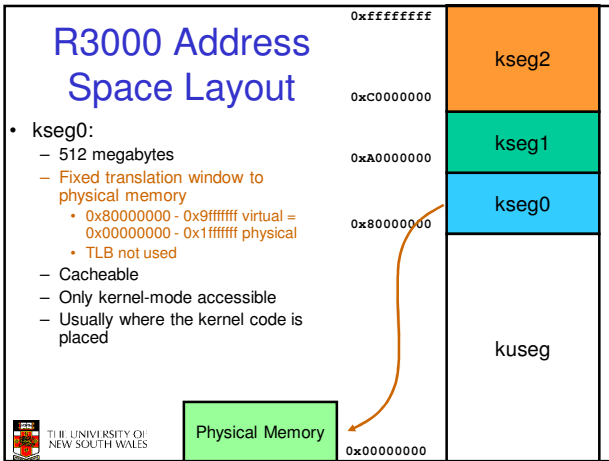 R3000 Address
Space Layout
• kseg0:
– 512 megabytes
– Fixed translation window to
physical memory
• 0x80000000 - 0x9fffffff virtual =
0x00000000 - 0x1fffffff physical
• TLB not used
– Cacheable
– Only kernel-mode accessible
– Usually where the kernel code is
placed
0xffffffff
kseg2
0xC0000000
kseg1
0xA0000000
kseg0
0x80000000
kuseg
Physical Memory
0x00000000
THE UNIVERSITY OF
NEW SOUTH WALES